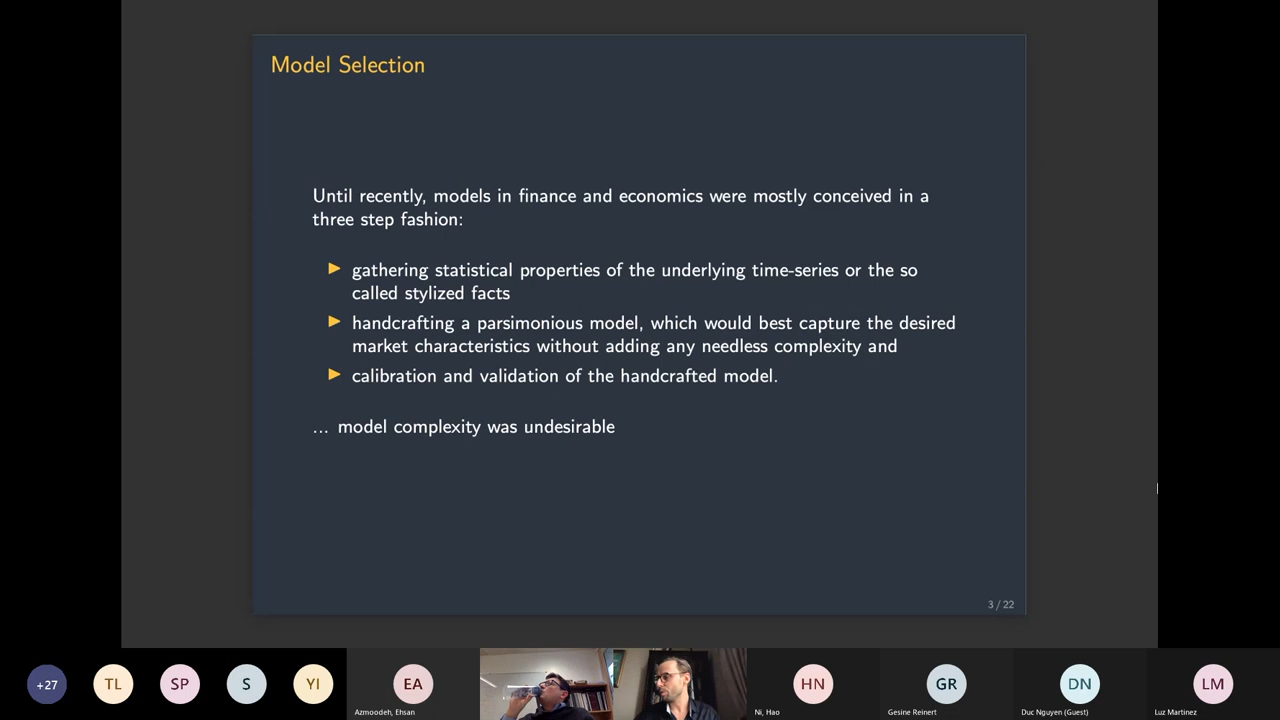 Model Selection
Until recently, models in finance and economics were mostly conceived in a
three step fashion:
gathering statistical properties of the underlying time-series or the so
called stylized facts
handcrafting a parsimonious model, which would best capture the desired
market characteristics without adding any needless complexity and
calibration and validation of the handcrafted model.
... model complexity was undesirable
3 / 22
+27
TL
SP
S
YI
EA
HN
GR
DN
LM
Azmoodeh, Ehsan
Ni, Hao
Gesine Reinert
Duc Nguyen (Guest)
Luz Martinez